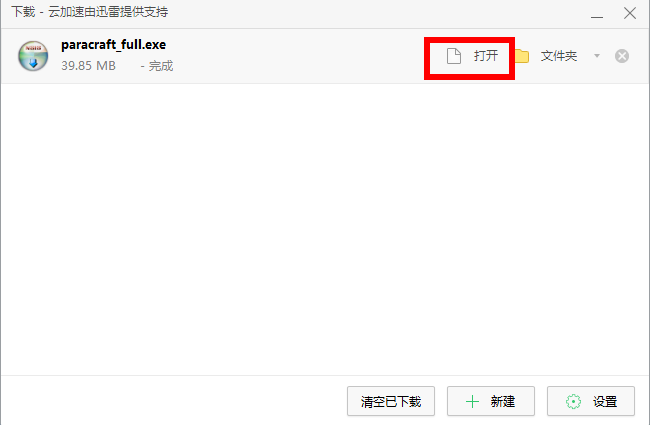 下载 - 云加速由迅雷提供支持
paracraft_full.exe
39.85 MB - 完成
打开 文件夹
清空已下载 新建 设置